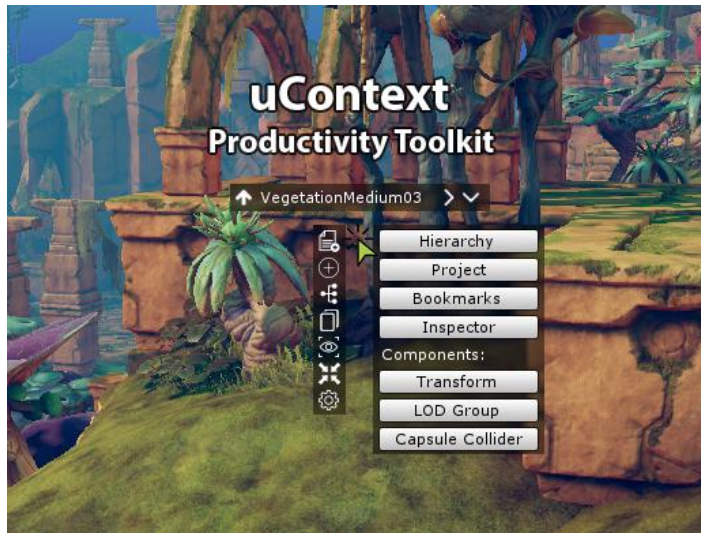 uContext
Productivity Toolkit
VegetationMedium03
Hierarchy
Project
Bookmarks
Inspector
Components:
Transform
LOD Group
Capsule Collider